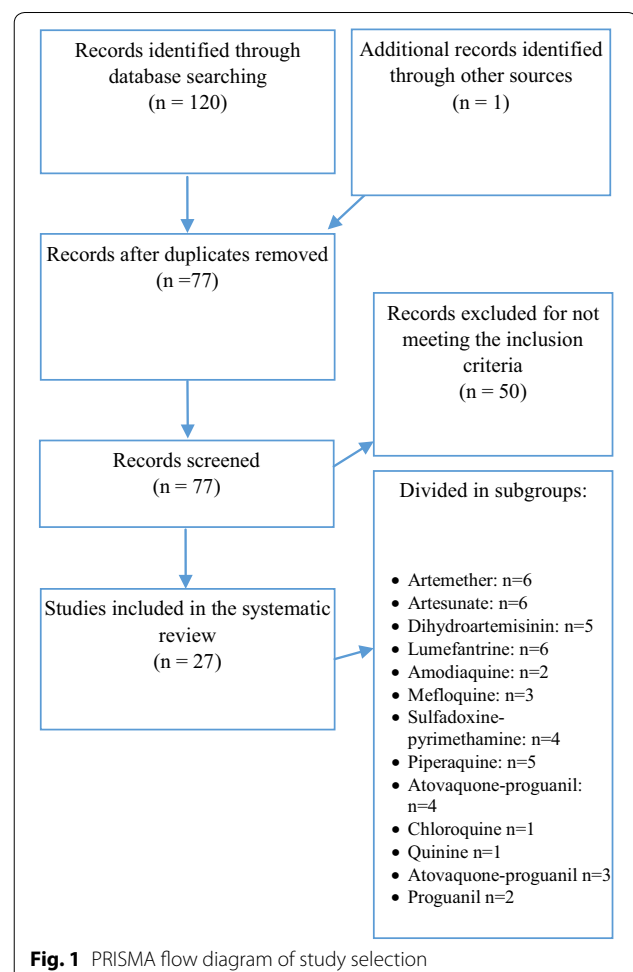 Records identified through
database searching
(n = 120)
Additional records identified
through other sources
(n = 1)
Records after duplicates removed
(n =77)
Records excluded for not
meeting the inclusion
criteria
(n = 50)
Records screened
(n = 77)
Divided in subgroups:
Studies included in the systematic
review
(n = 27)
• Artemether: n=6
• Artesunate: n=6
• Dihydroartemisinin: n=5
• Lumefantrine: n=6
• Amodiaquine: n=2
• Mefloquine: n=3
• Sulfadoxine-
pyrimethamine: n=4
• Piperaquine: n=5
• Atovaquone-proguanil:
n=4
• Chloroquine n=1
• Quinine n=1
• Atovaquone-proguanil n=3
• Proguanil n=2
Fig. 1 PRISMA flow diagram of study selection